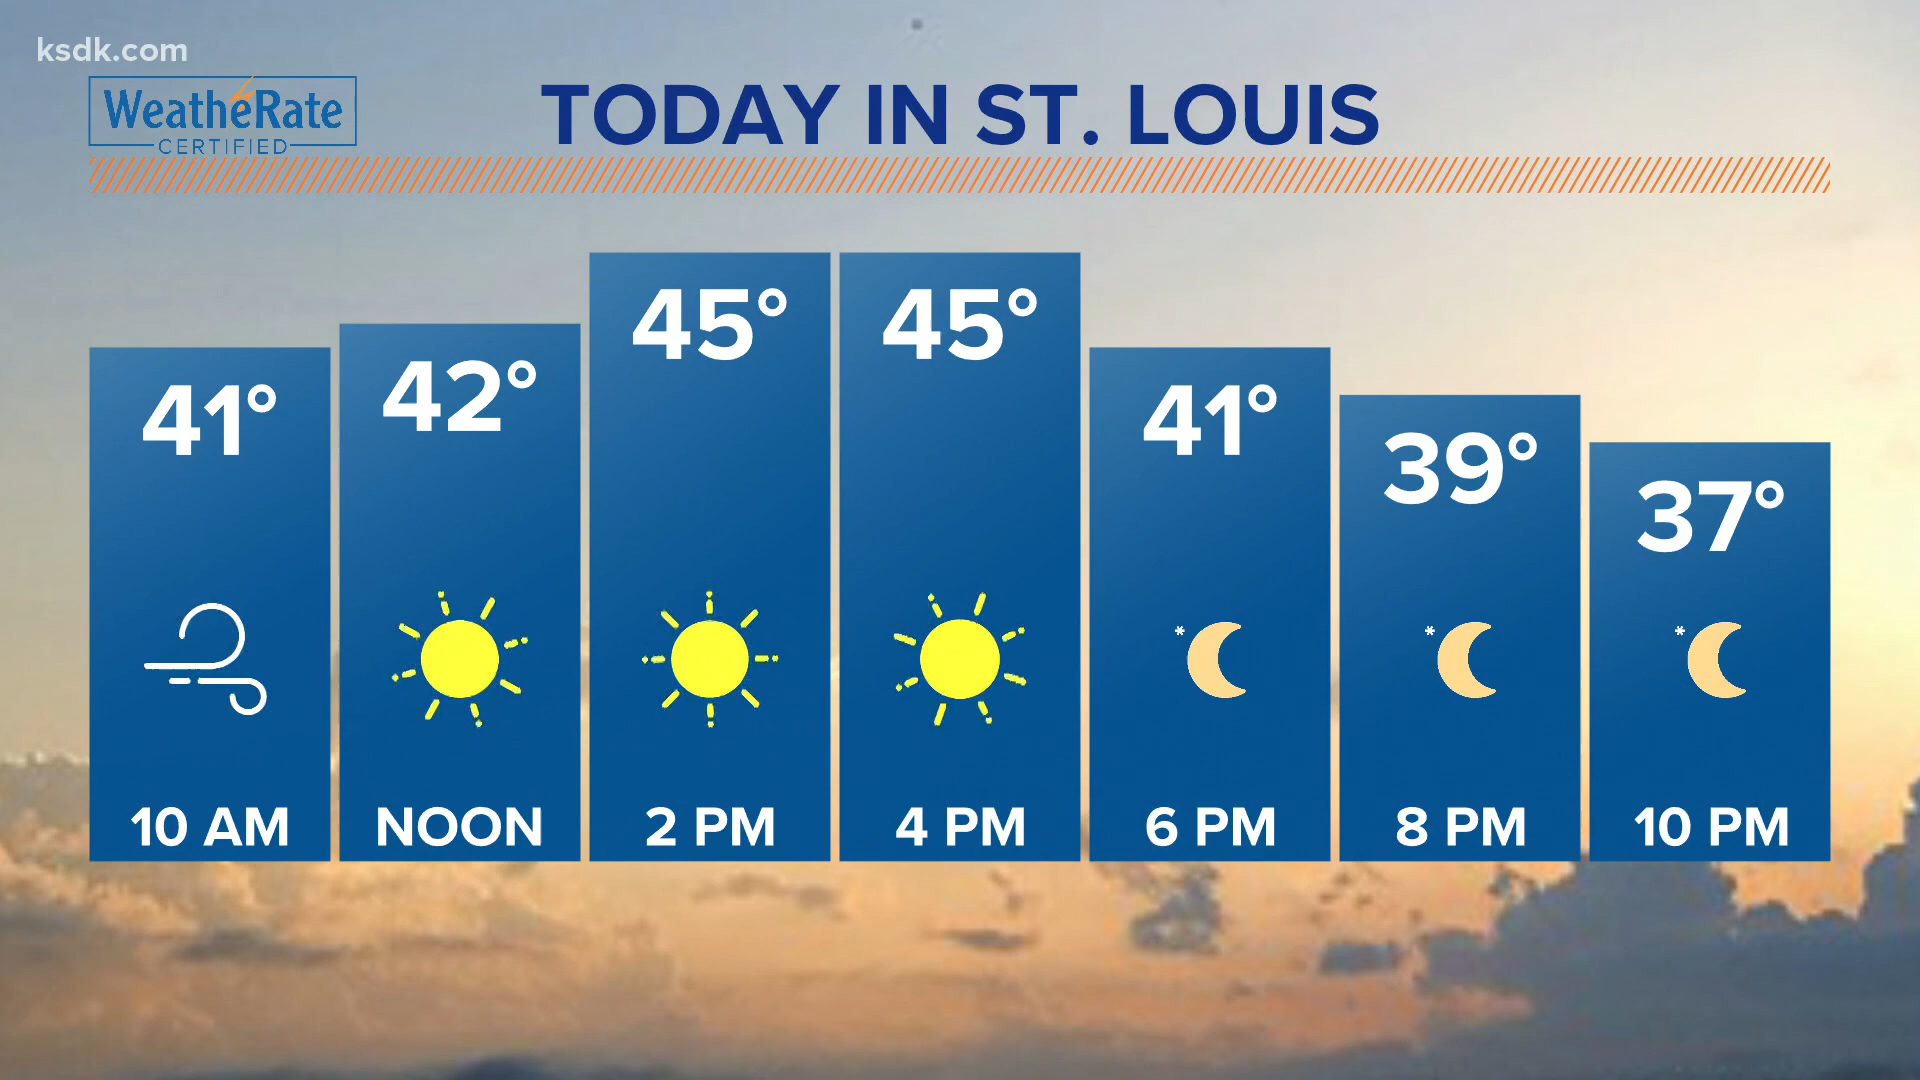 ksdk.com
WeatheRate
CERTIFIED
TODAY IN ST. LOUIS
41° 42° 45° 45° 41° 39° 37°
10 AM NOON 2 PM 4 PM 6 PM 8 PM 10 PM